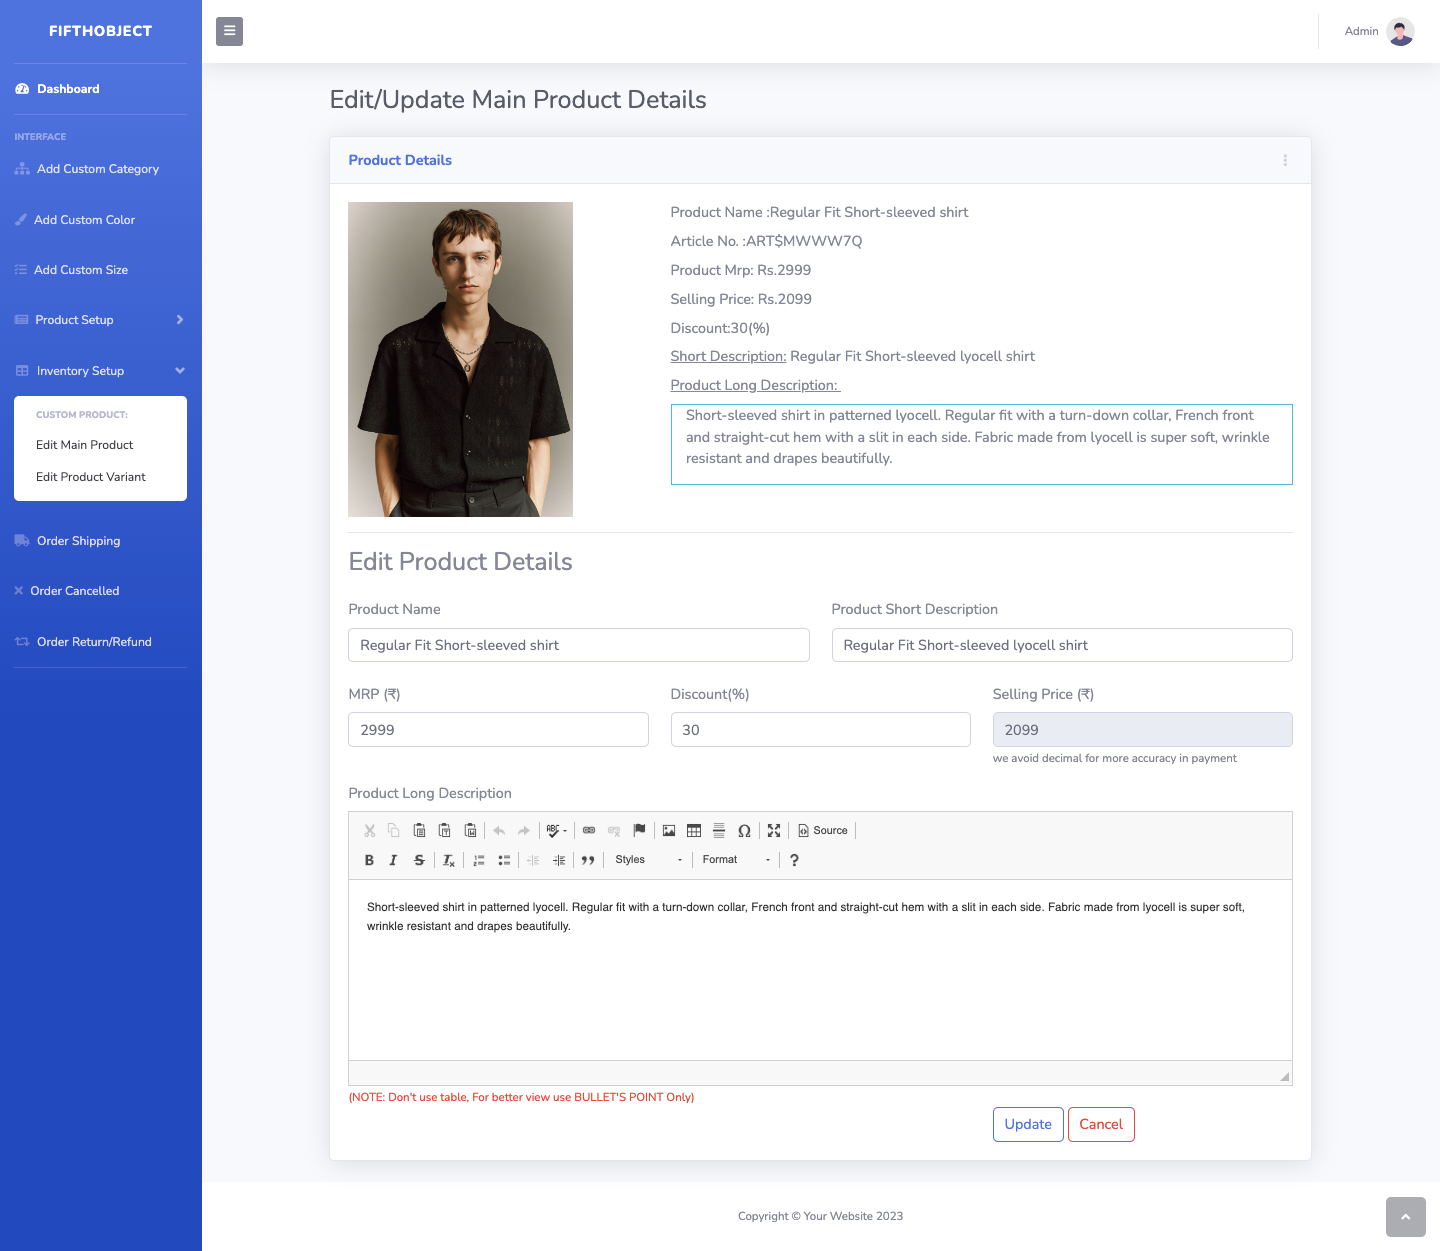 FIFTHOBJECT
Admin
Dashboard
INTERFACE
Add Custom Category
Add Custom Color
Add Custom Size
Product Setup
Inventory Setup
CUSTOM PRODUCT:
Edit Main Product
Edit Product Variant
Order Shipping
Order Cancelled
Order Return/Refund
Edit/Update Main Product Details
Product Details
Product Name :Regular Fit Short-sleeved shirt
Article No. :ART$MWWW7Q
Product Mrp: Rs.2999
Selling Price: Rs.2099
Discount:30(%)
Short Description: Regular Fit Short-sleeved lyocell shirt
Product Long Description:
Short-sleeved shirt in patterned lyocell. Regular fit with a turn-down collar, French front
and straight-cut hem with a slit in each side. Fabric made from lyocell is super soft, wrinkle
resistant and drapes beautifully.
Edit Product Details
Product Name
Product Short Description
Regular Fit Short-sleeved shirt
Regular Fit Short-sleeved lyocell shirt
MRP (₹)
Discount(%)
Selling Price (₹)
2999
30
2099
we avoid decimal for more accuracy in payment
Product Long Description
Source
Styles
Format
Short-sleeved shirt in patterned lyocell. Regular fit with a turn-down collar, French front and straight-cut hem with a slit in each side. Fabric made from lyocell is super soft,
wrinkle resistant and drapes beautifully.
(NOTE: Don't use table, For better view use BULLET'S POINT Only)
Update
Cancel
Copyright © Your Website 2023